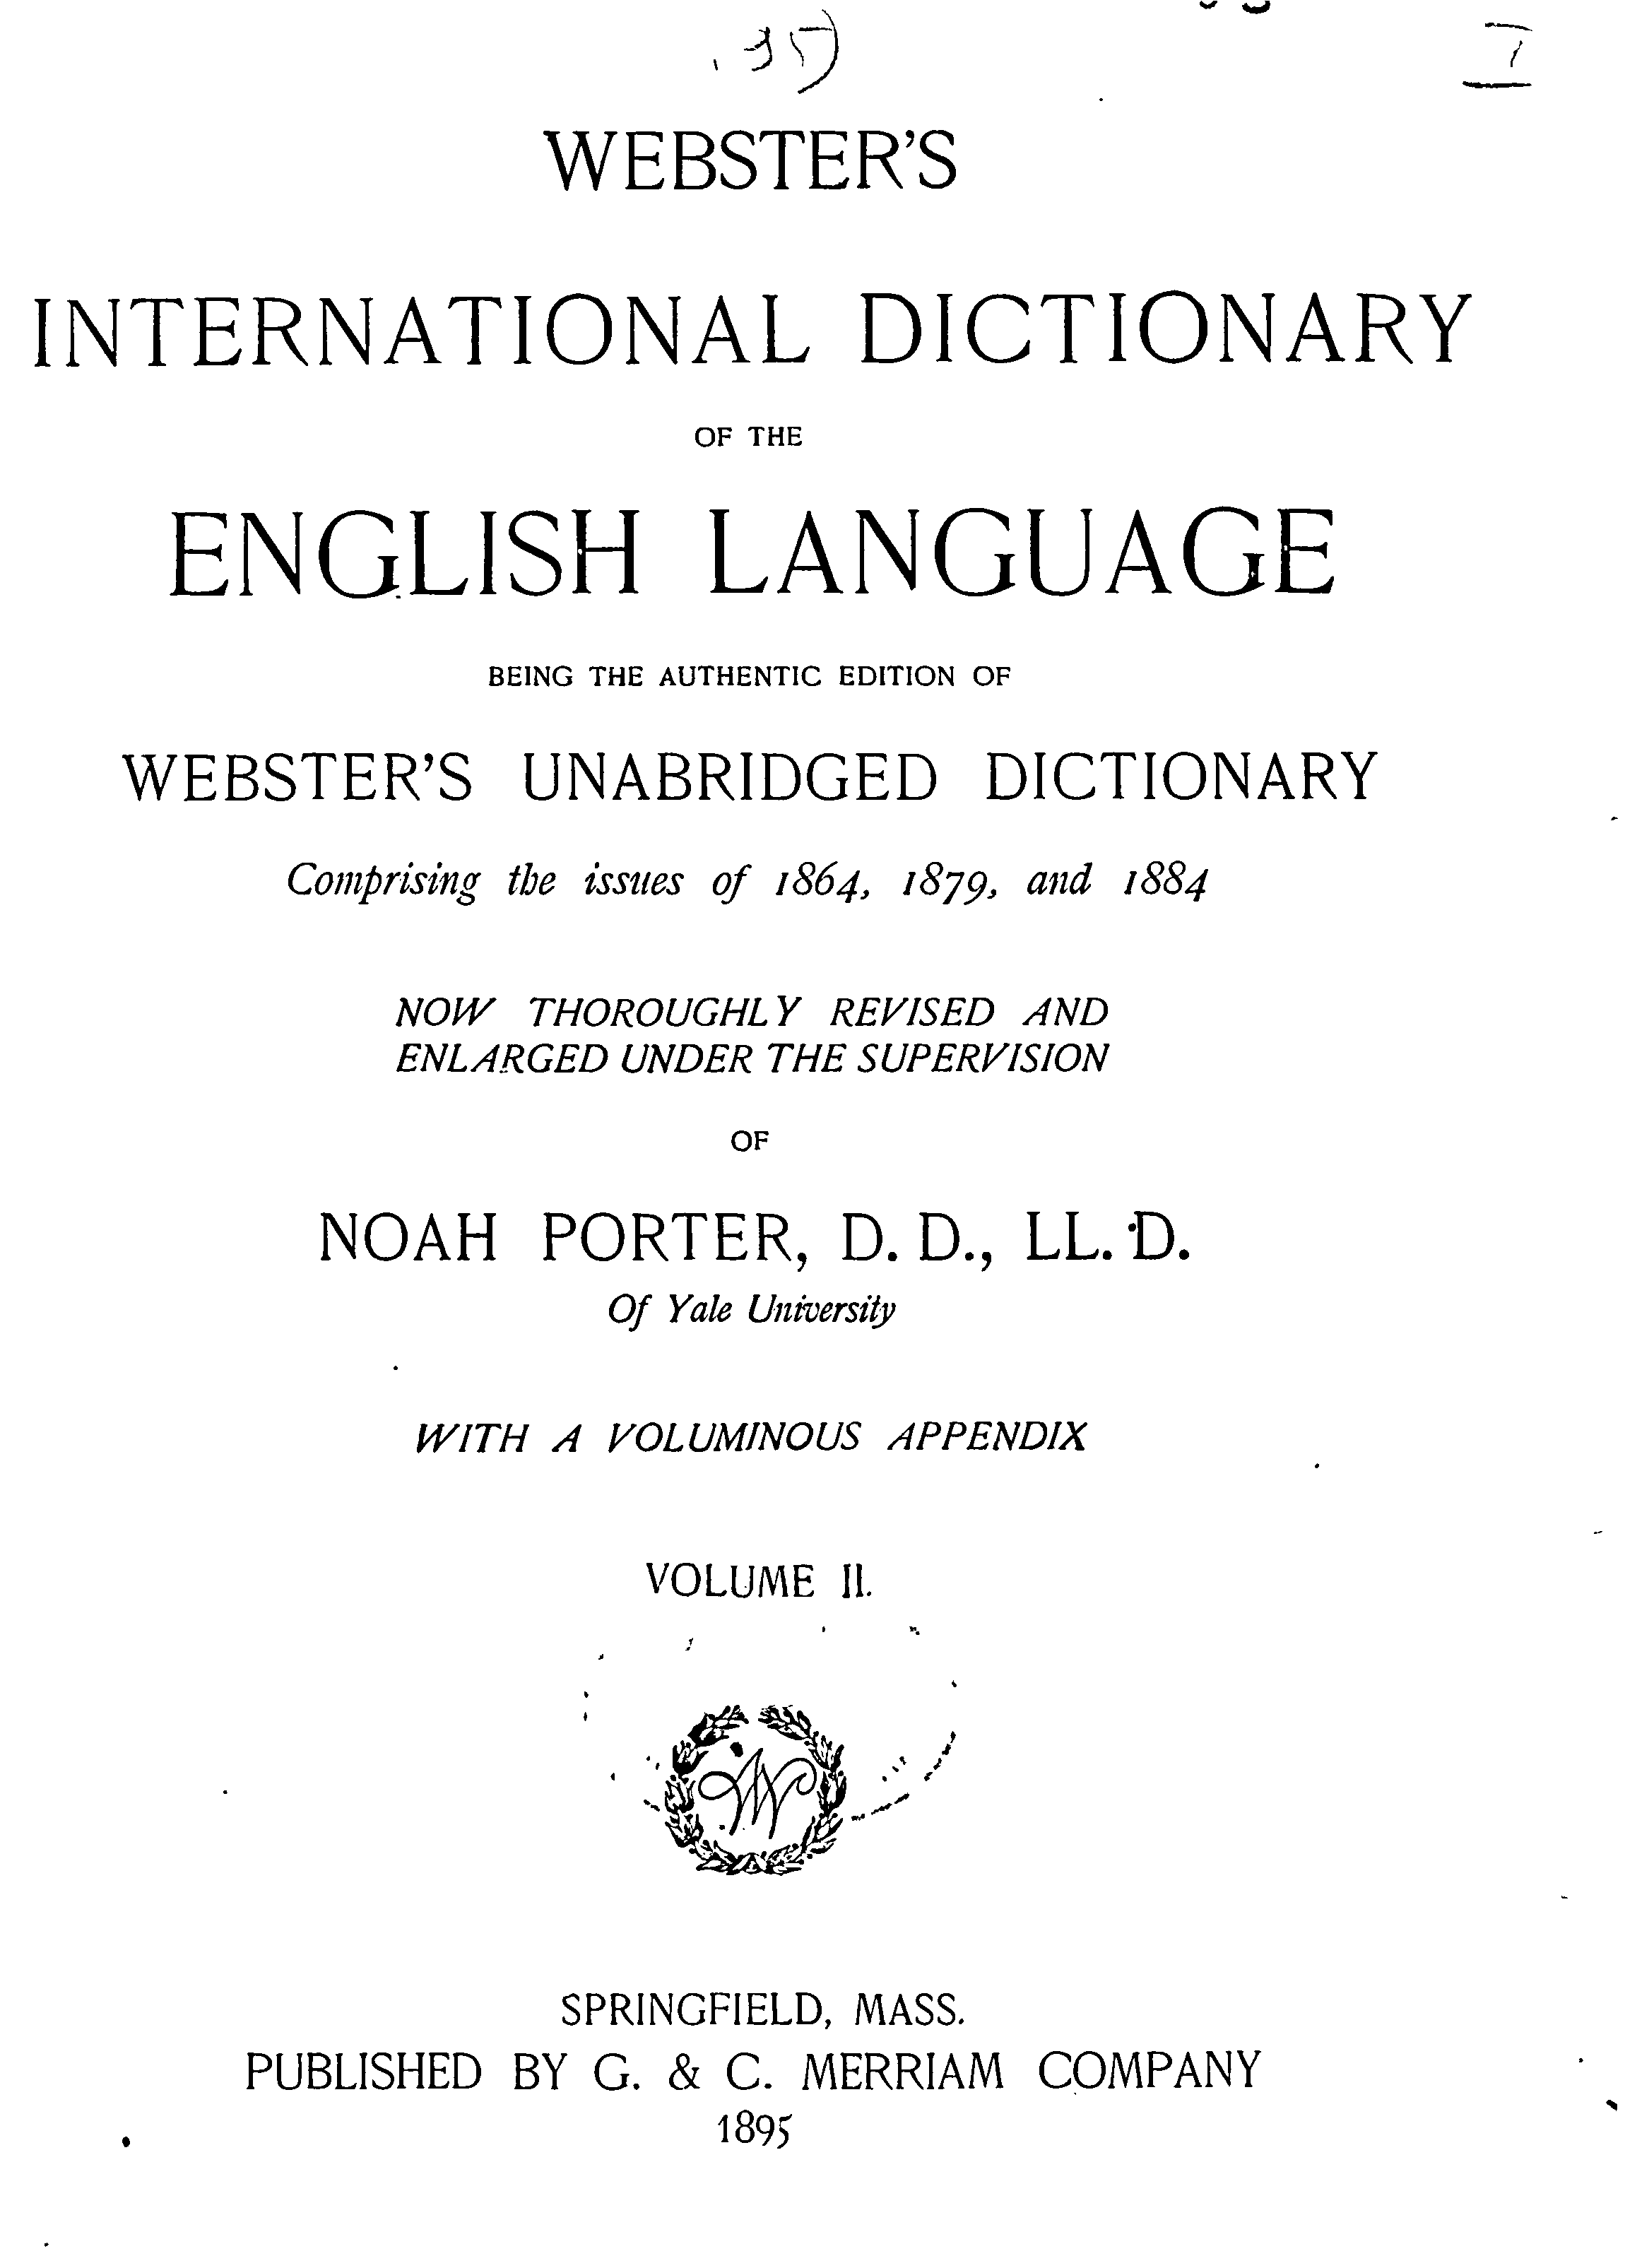 WEBSTER'S
INTERNATIONAL DICTIONARY
OF THE
ENGLISH LANGUAGE
BEING THE AUTHENTIC EDITION OF
WEBSTER'S UNABRIDGED DICTIONARY
Comprising the issues of 1864, 1879, and 1884
NOW THOROUGHLY REVISED AND
ENLARGED UNDER THE SUPERVISION
OF
NOAH PORTER, D. D., LL. D.
Of Yale University
WITH A VOLUMINOUS APPENDIX
VOLUME II.
W
SPRINGFIELD, MASS.
PUBLISHED BY G. & C. MERRIAM COMPANY
1895